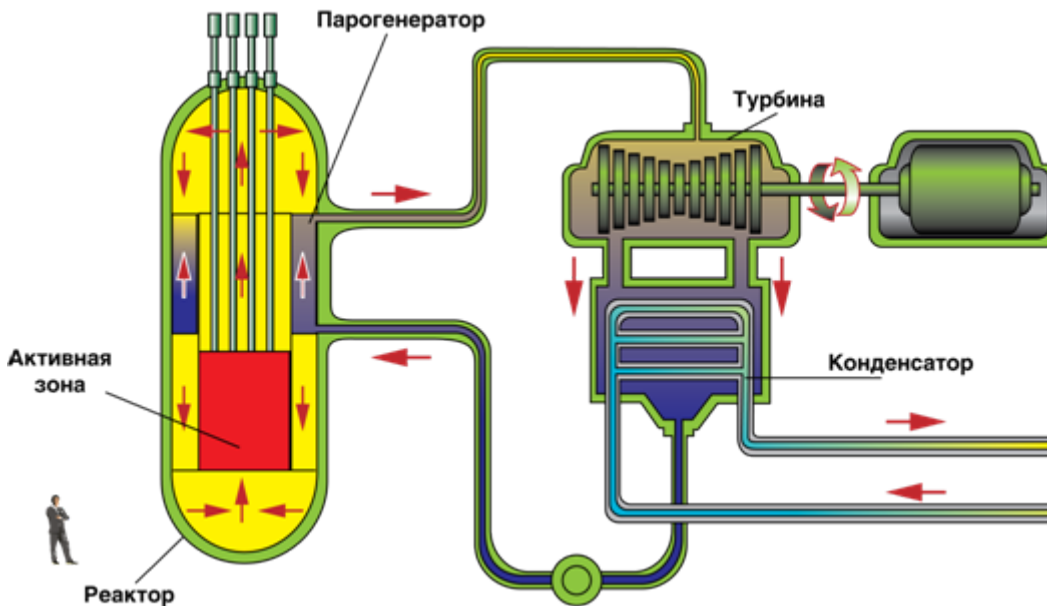 Парогенератор
Турбина
Активная
зона
Конденсатор
Реактор